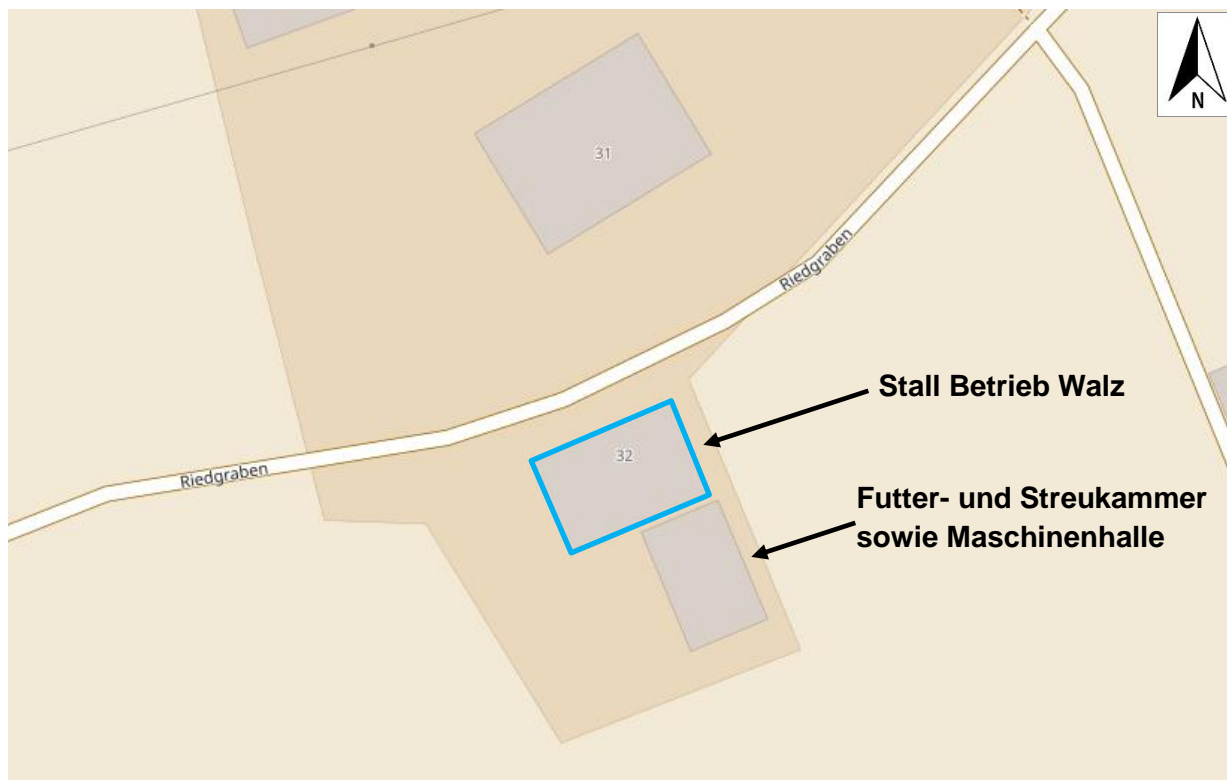 N
31
Riedgraben
Stall Betrieb Walz
32
Riedgraben
Futter- und Streukammer
sowie Maschinenhalle